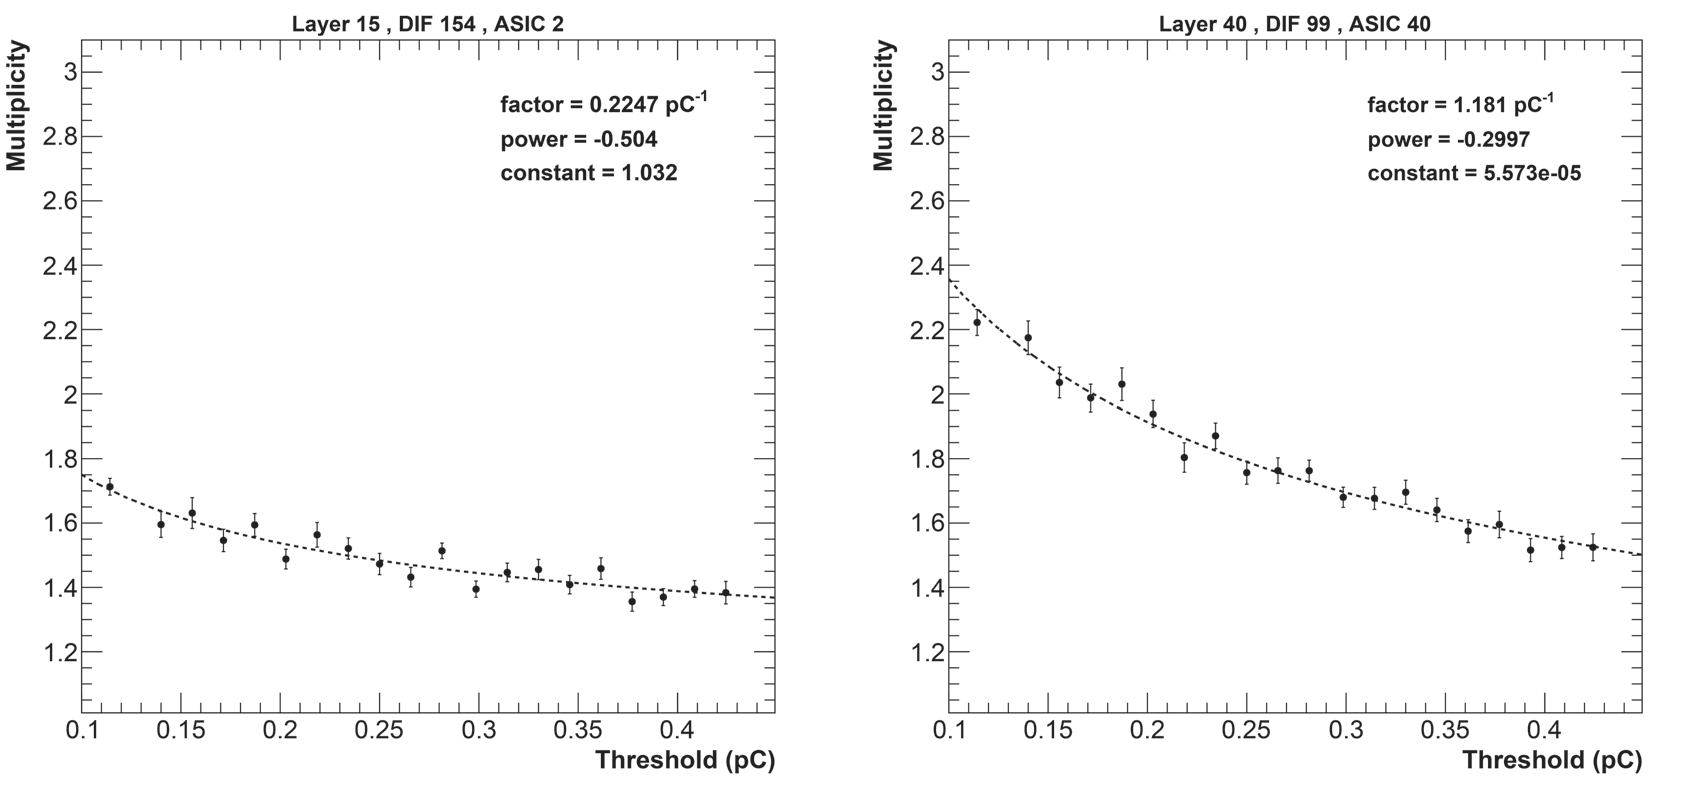 Layer 15 , DIF 154 , ASIC 2
Multiplicity
factor = 0.2247 pC⁻¹
power = -0.504
constant = 1.032
3
2.8
2.6
2.4
2.2
2
1.8
1.6
1.4
1.2
0.1 0.15 0.2 0.25 0.3 0.35 0.4
Threshold (pC)
Layer 40 , DIF 99 , ASIC 40
Multiplicity
factor = 1.181 pC⁻¹
power = -0.2997
constant = 5.573e-05
3
2.8
2.6
2.4
2.2
2
1.8
1.6
1.4
1.2
0.1 0.15 0.2 0.25 0.3 0.35 0.4
Threshold (pC)